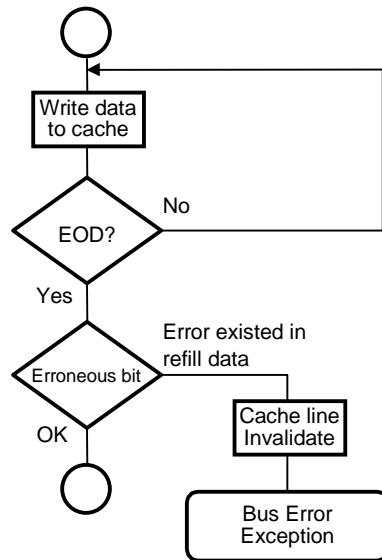 Write data
to cache
EOD?
No
Yes
Erroneous bit
Error existed in
refill data
OK
Cache line
Invalidate
Bus Error
Exception